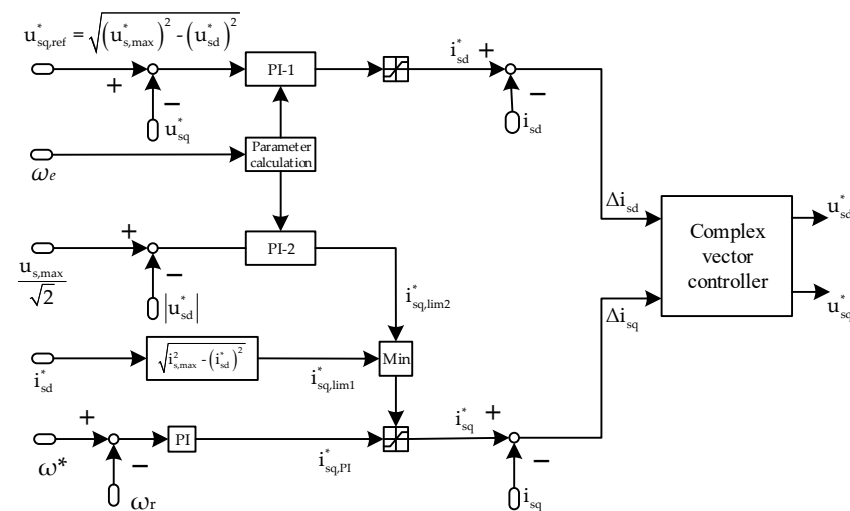 u*sq,ref = √((u*s,max)² - (u*sd)²)
+
−
u*sq
PI-1
i*sd +
−
isd
ωe
Parameter
calculation
us,max
√2
+
−
|u*sd|
PI-2
i*sq,lim2
i*sd
√(i²s,max - (i*sd)²)
i*sq,lim1
Min
ω*
+
−
ωr
PI
i*sq,PI
i*sq +
−
isq
Δisd
Δisq
Complex
vector
controller
u*sd
u*sq